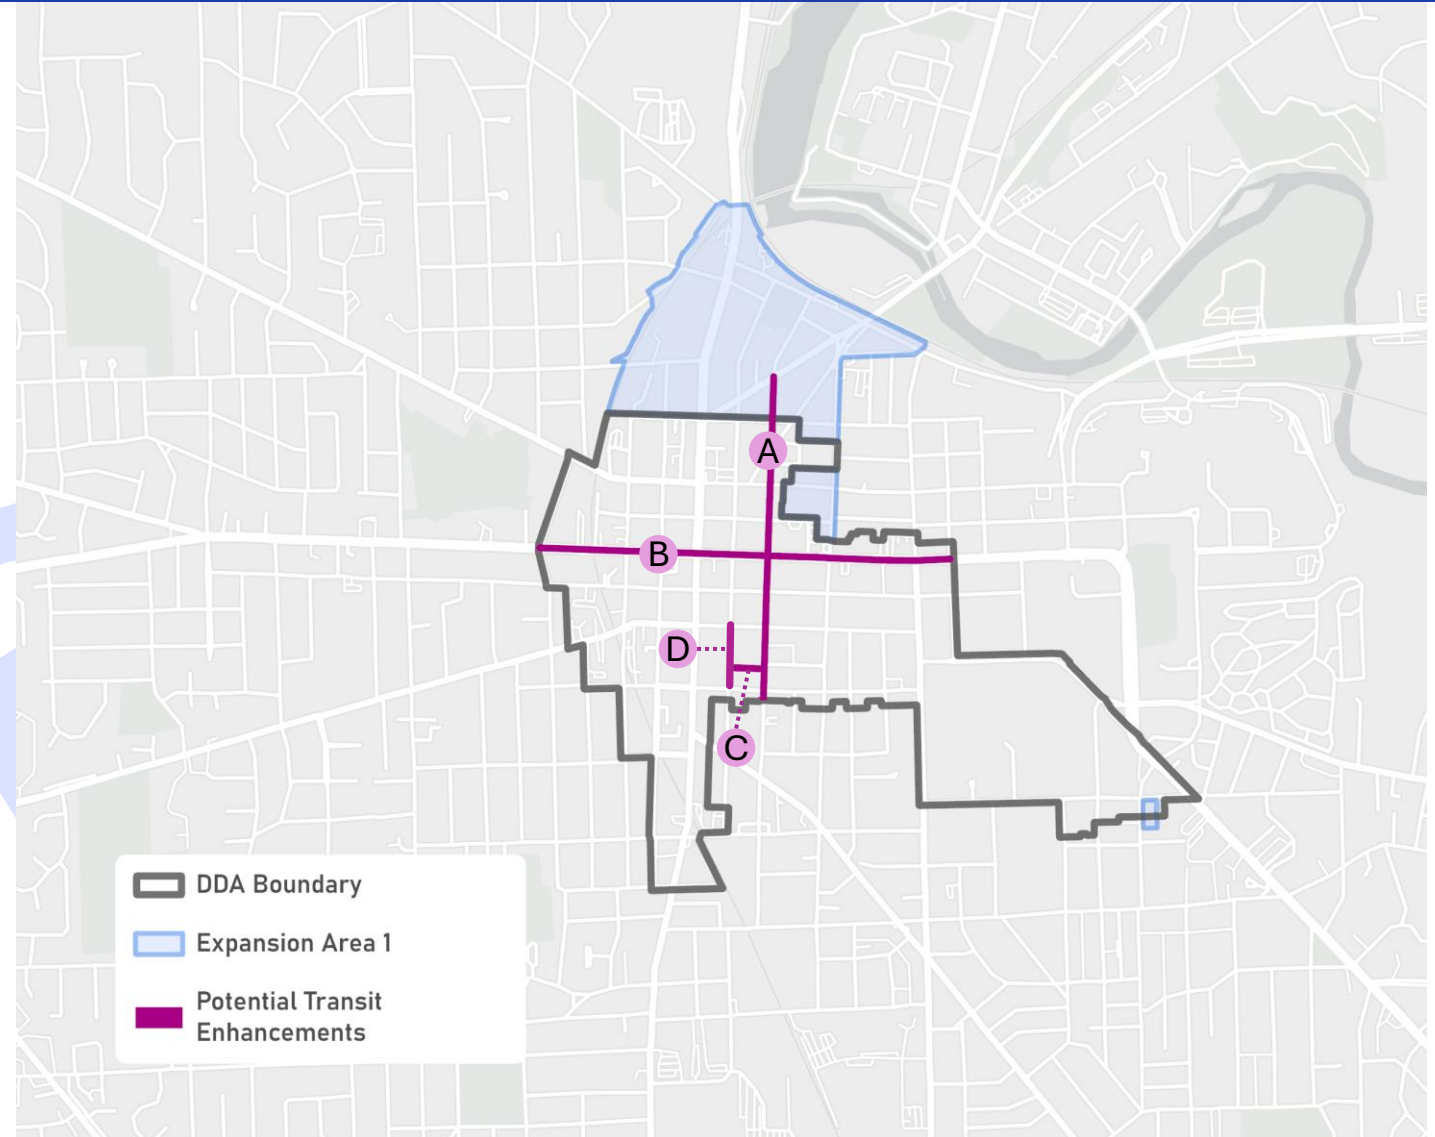 A
B
D
C
DDA Boundary
Expansion Area 1
Potential Transit
Enhancements